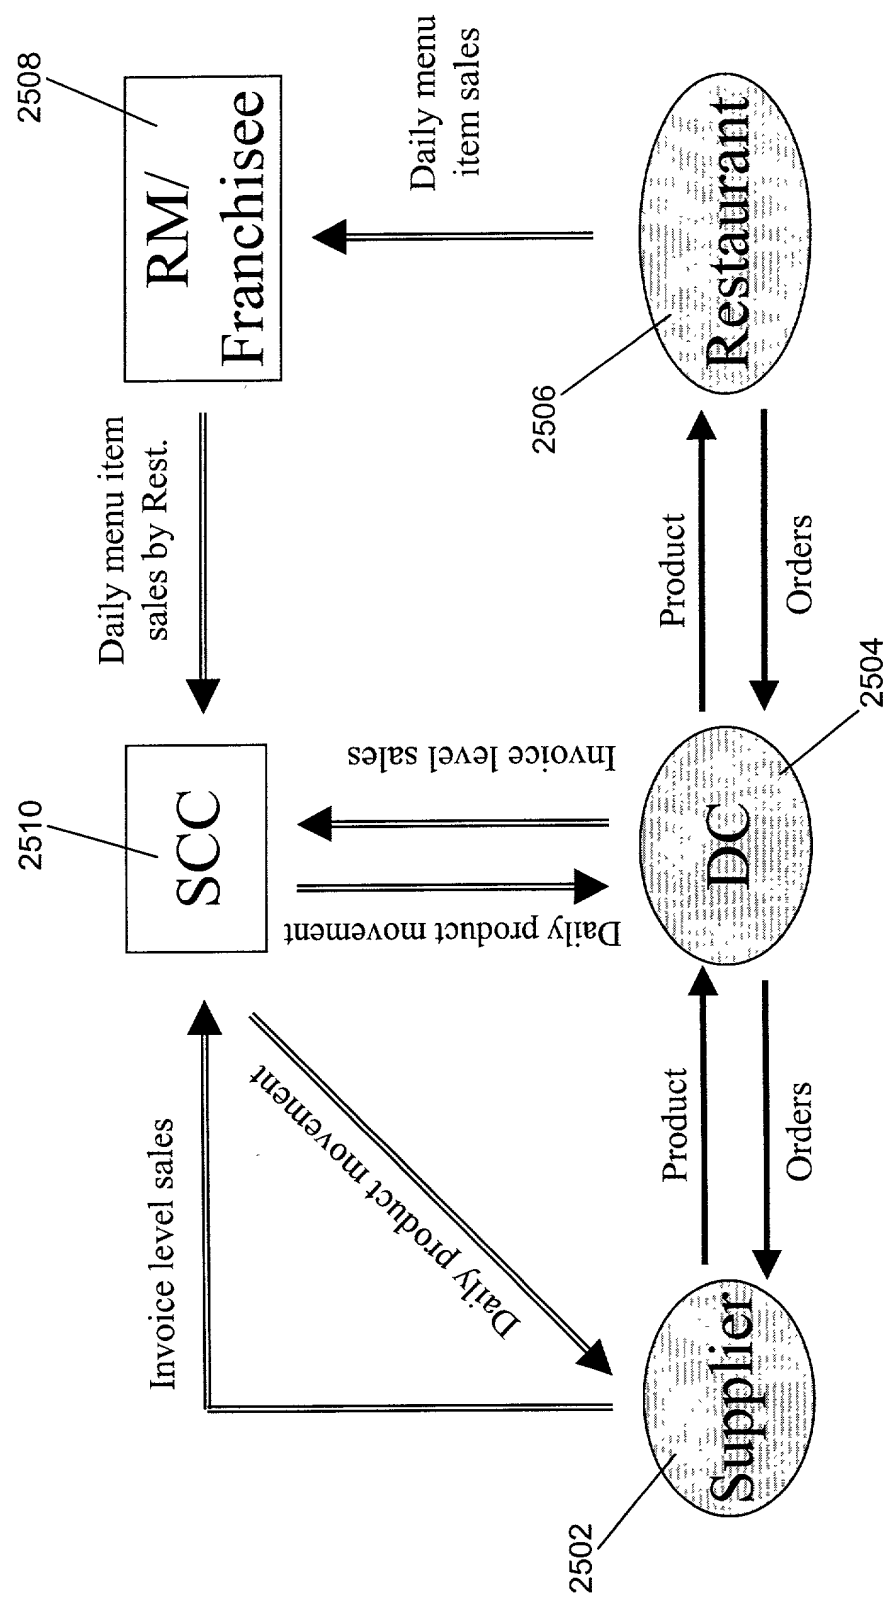 2510
2508
SCC
RM/
Franchisee
Daily menu item
sales by Rest.
Invoice level sales
Daily product movement
Daily product movement
Invoice level sales
Daily menu
item sales
2502
Supplier
Product
Orders
DC
2504
Product
Orders
2506
Restaurant